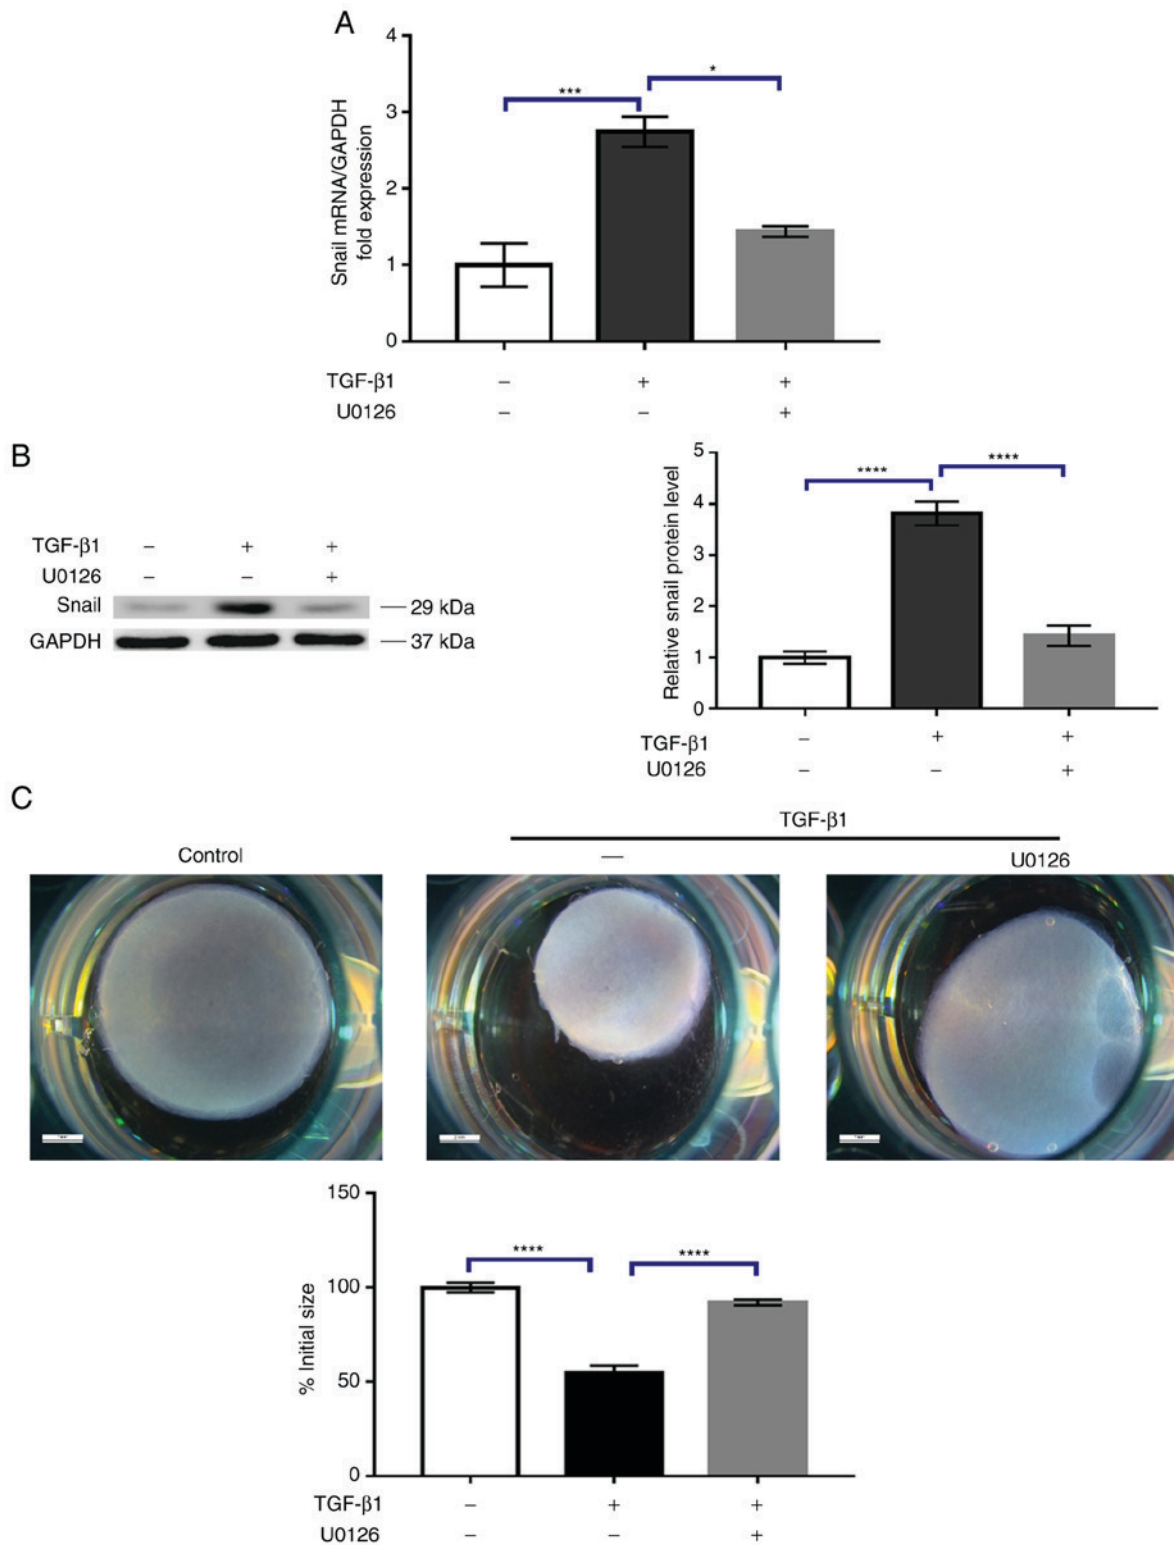 A
4
3
2
1
0
Snail mRNA/GAPDH
fold expression
*** *
TGF-β1 – + +
U0126 – – +
B
TGF-β1 – + +
U0126 – – +
Snail — 29 kDa
GAPDH — 37 kDa
5
4
3
2
1
0
Relative snail protein level
**** ****
TGF-β1 – + +
U0126 – – +
C
TGF-β1
Control — U0126
150
100
50
0
% Initial size
**** ****
TGF-β1 – + +
U0126 – – +